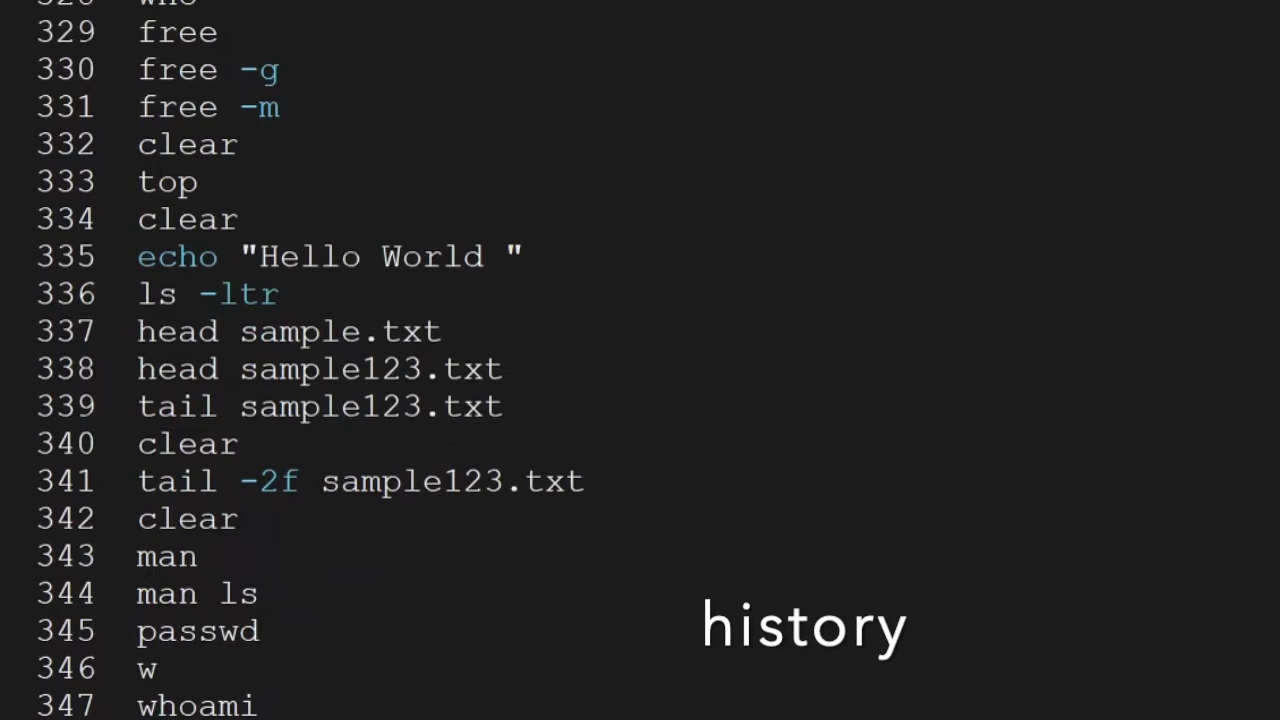 329 free
330 free -g
331 free -m
332 clear
333 top
334 clear
335 echo "Hello World "
336 ls -ltr
337 head sample.txt
338 head sample123.txt
339 tail sample123.txt
340 clear
341 tail -2f sample123.txt
342 clear
343 man
344 man ls
345 passwd
history
346 w
347 whoami